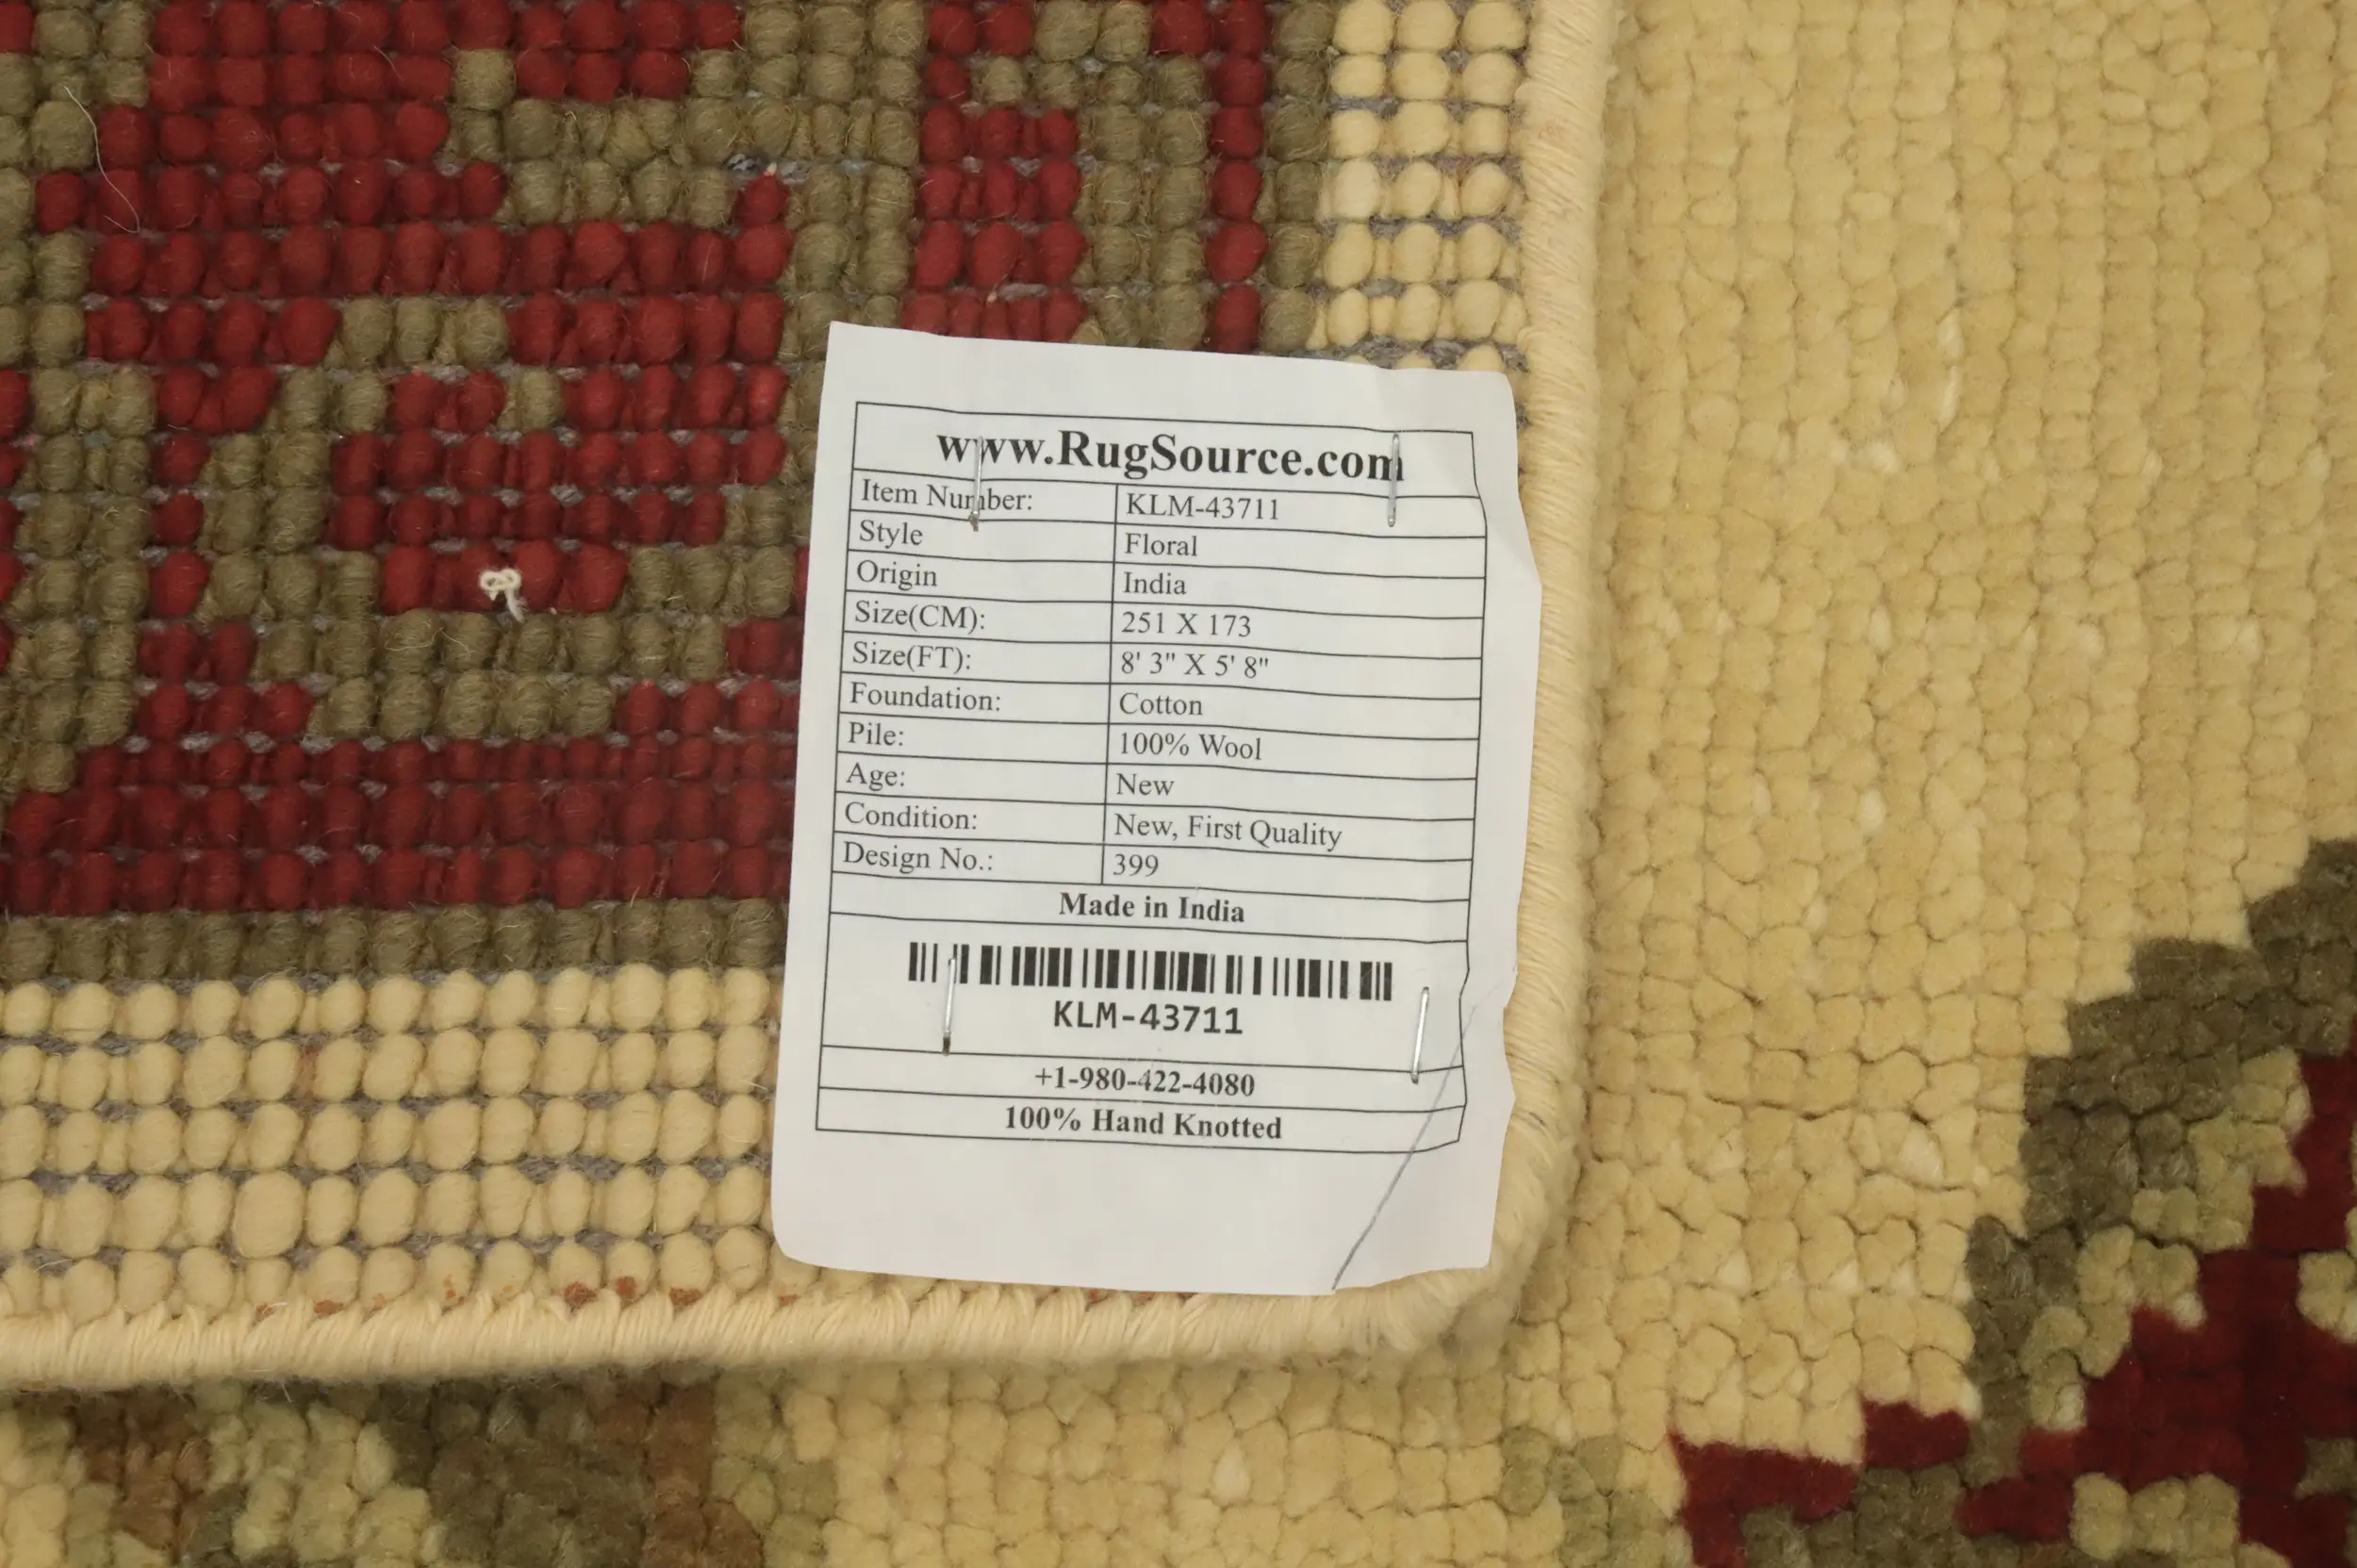 www.RugSource.com
Item Number: KLM-43711
Style Floral
Origin India
Size(CM): 251 X 173
Size(FT): 8' 3" X 5' 8"
Foundation: Cotton
Pile: 100% Wool
Age: New
Condition: New, First Quality
Design No.: 399
Made in India
KLM-43711
+1-980-422-4080
100% Hand Knotted